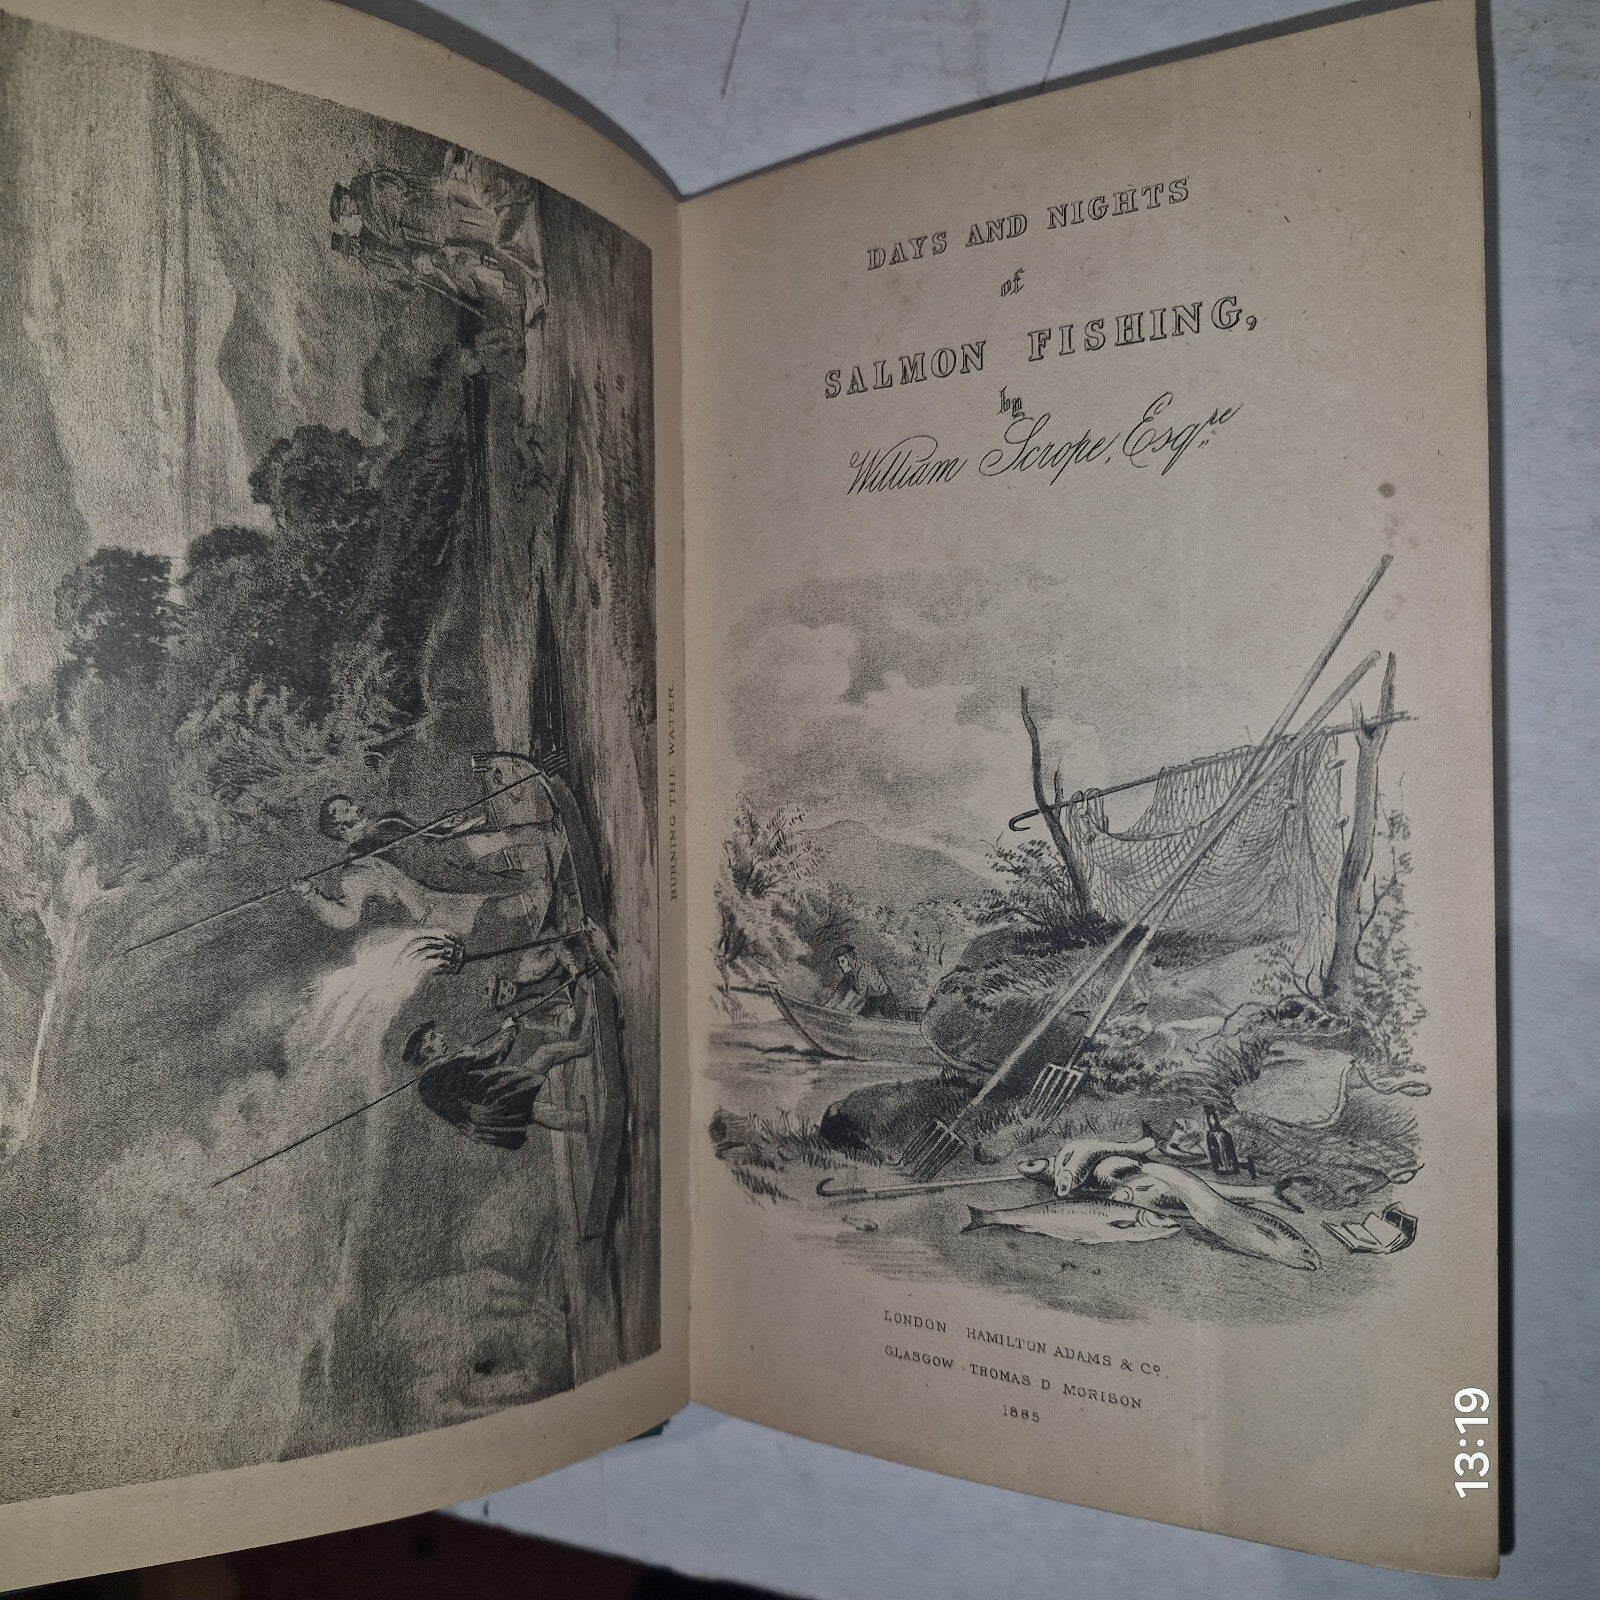 BURNING THE WATER.
DAYS AND NIGHTS
of
SALMON FISHING,
by
William Scrope, Esqre
LONDON HAMILTON ADAMS & Co.
GLASGOW THOMAS D MORISON
1885
13:19